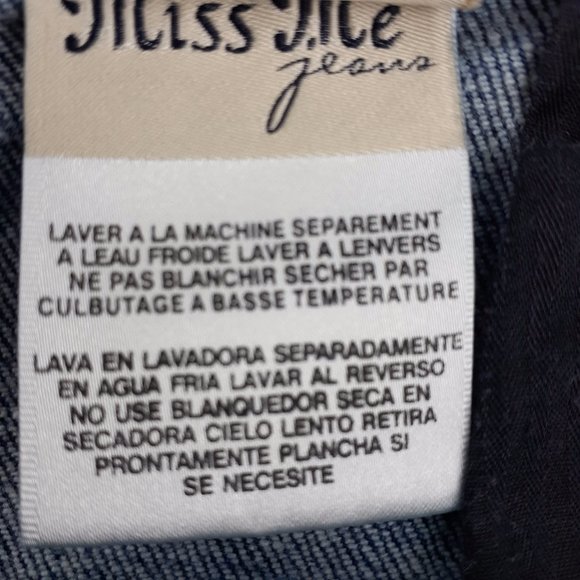 Miss Me
jeans
LAVER A LA MACHINE SEPAREMENT
A LEAU FROIDE LAVER A LENVERS
NE PAS BLANCHIR SECHER PAR
CULBUTAGE A BASSE TEMPERATURE
LAVA EN LAVADORA SEPARADAMENTE
EN AGUA FRIA LAVAR AL REVERSO
NO USE BLANQUEDOR SECA EN
SECADORA CIELO LENTO RETIRA
PRONTAMENTE PLANCHA SI
SE NECESITE